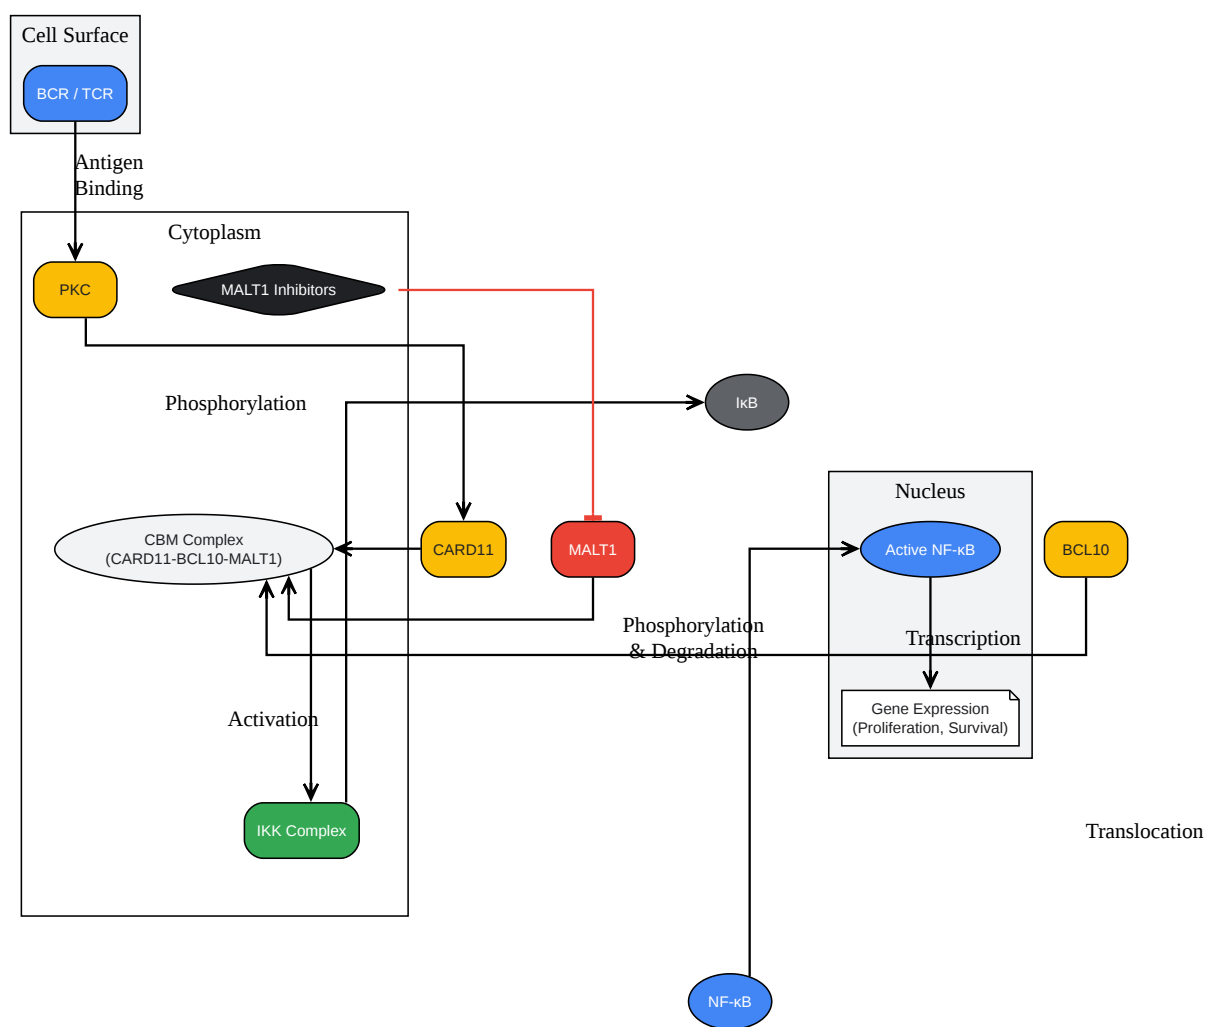 Cell Surface
BCR / TCR
Antigen
Binding
Cytoplasm
PKC
MALT1 Inhibitors
Phosphorylation
IκB
Nucleus
CBM Complex
(CARD11-BCL10-MALT1)
CARD11
MALT1
Active NF-κB
BCL10
Phosphorylation
& Degradation
Transcription
Activation
Gene Expression
(Proliferation, Survival)
IKK Complex
Translocation
NF-κB